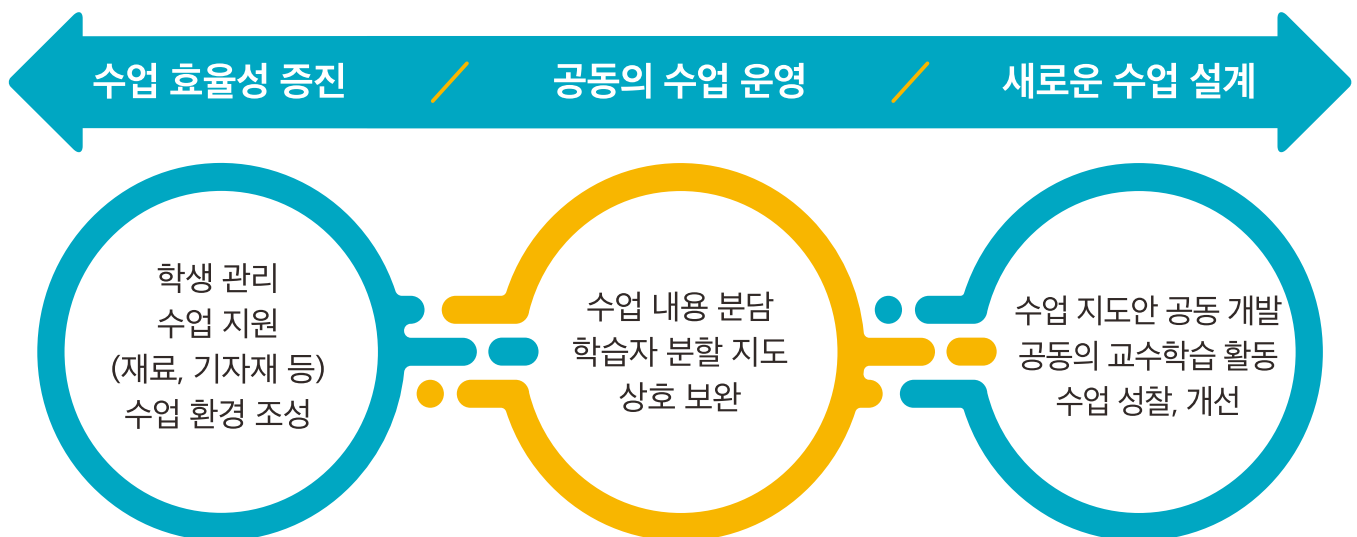 수업 효율성 증진 / 공동의 수업 운영 / 새로운 수업 설계
학생 관리
수업 지원
(재료, 기자재 등)
수업 환경 조성
수업 내용 분담
학습자 분할 지도
상호 보완
수업 지도안 공동 개발
공동의 교수학습 활동
수업 성찰, 개선